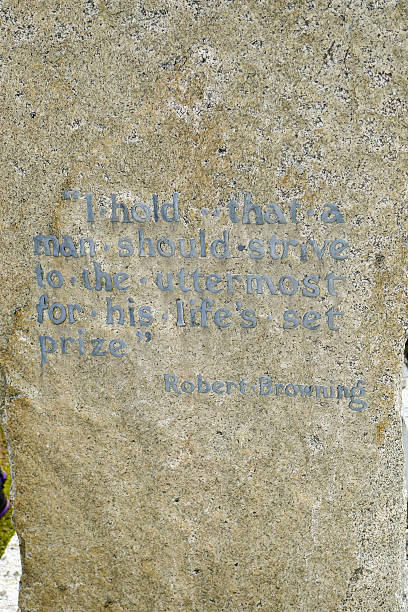 "I·hold··that·a
man·should·strive
to·the·uttermost
for·his·life's·set
prize"
Robert·Browning